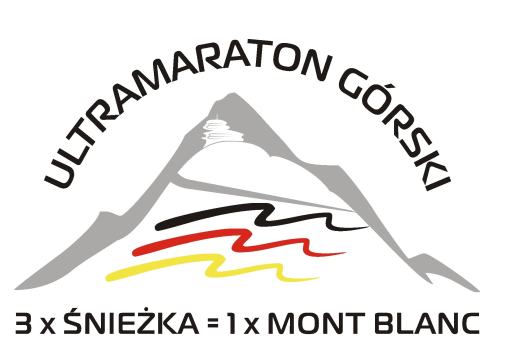 ULTRAMARATON GÓRSKI
3 x ŚNIEŻKA = 1 x MONT BLANC